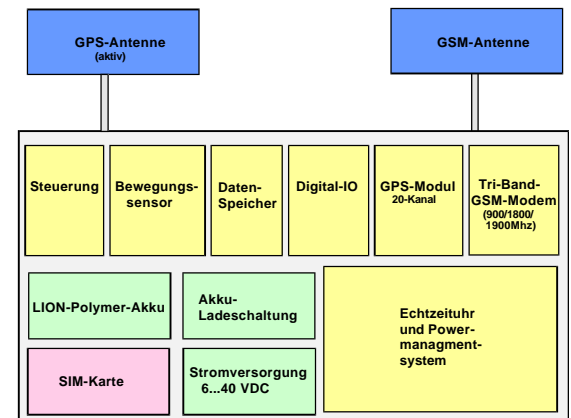 GPS-Antenne
(aktiv)
GSM-Antenne
Steuerung
Bewegungs-
sensor
Daten-
Speicher
Digital-IO
GPS-Modul
20-Kanal
Tri-Band-
GSM-Modem
(900/1800/
1900Mhz)
LION-Polymer-Akku
Akku-
Ladeschaltung
Echtzeituhr
und Power-
managment-
system
SIM-Karte
Stromversorgung
6...40 VDC